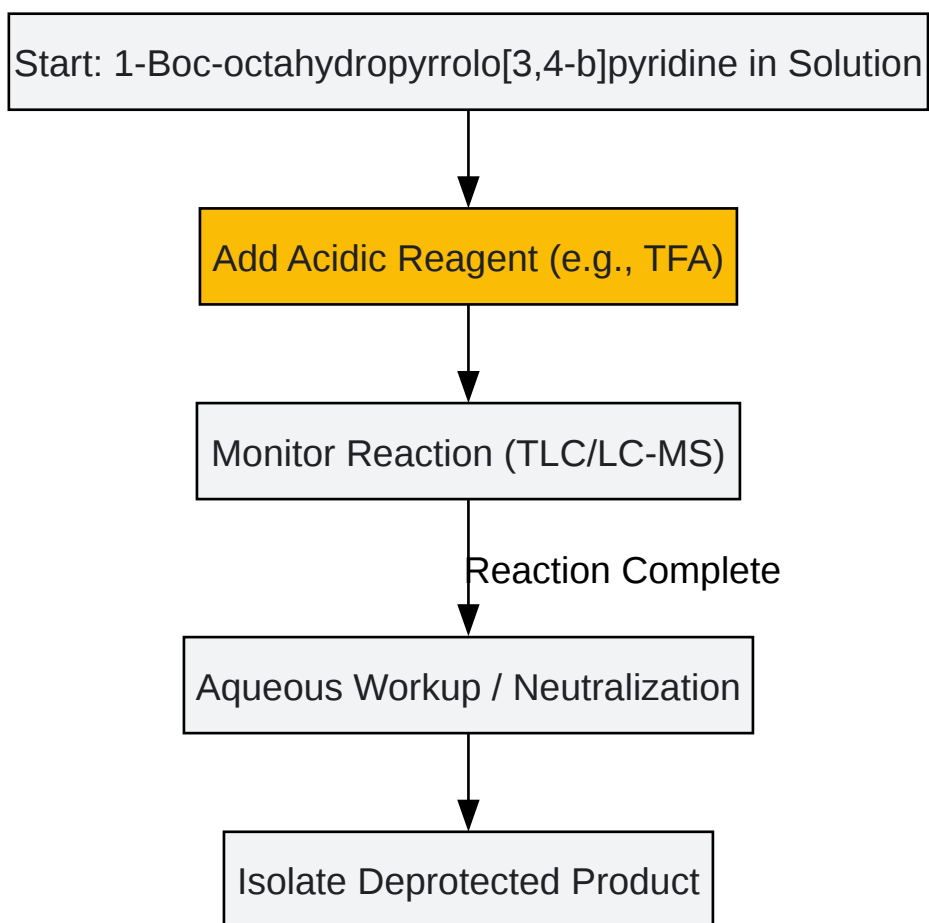 Start: 1-Boc-octahydropyrrolo[3,4-b]pyridine in Solution
Add Acidic Reagent (e.g., TFA)
Monitor Reaction (TLC/LC-MS)
Reaction Complete
Aqueous Workup / Neutralization
Isolate Deprotected Product